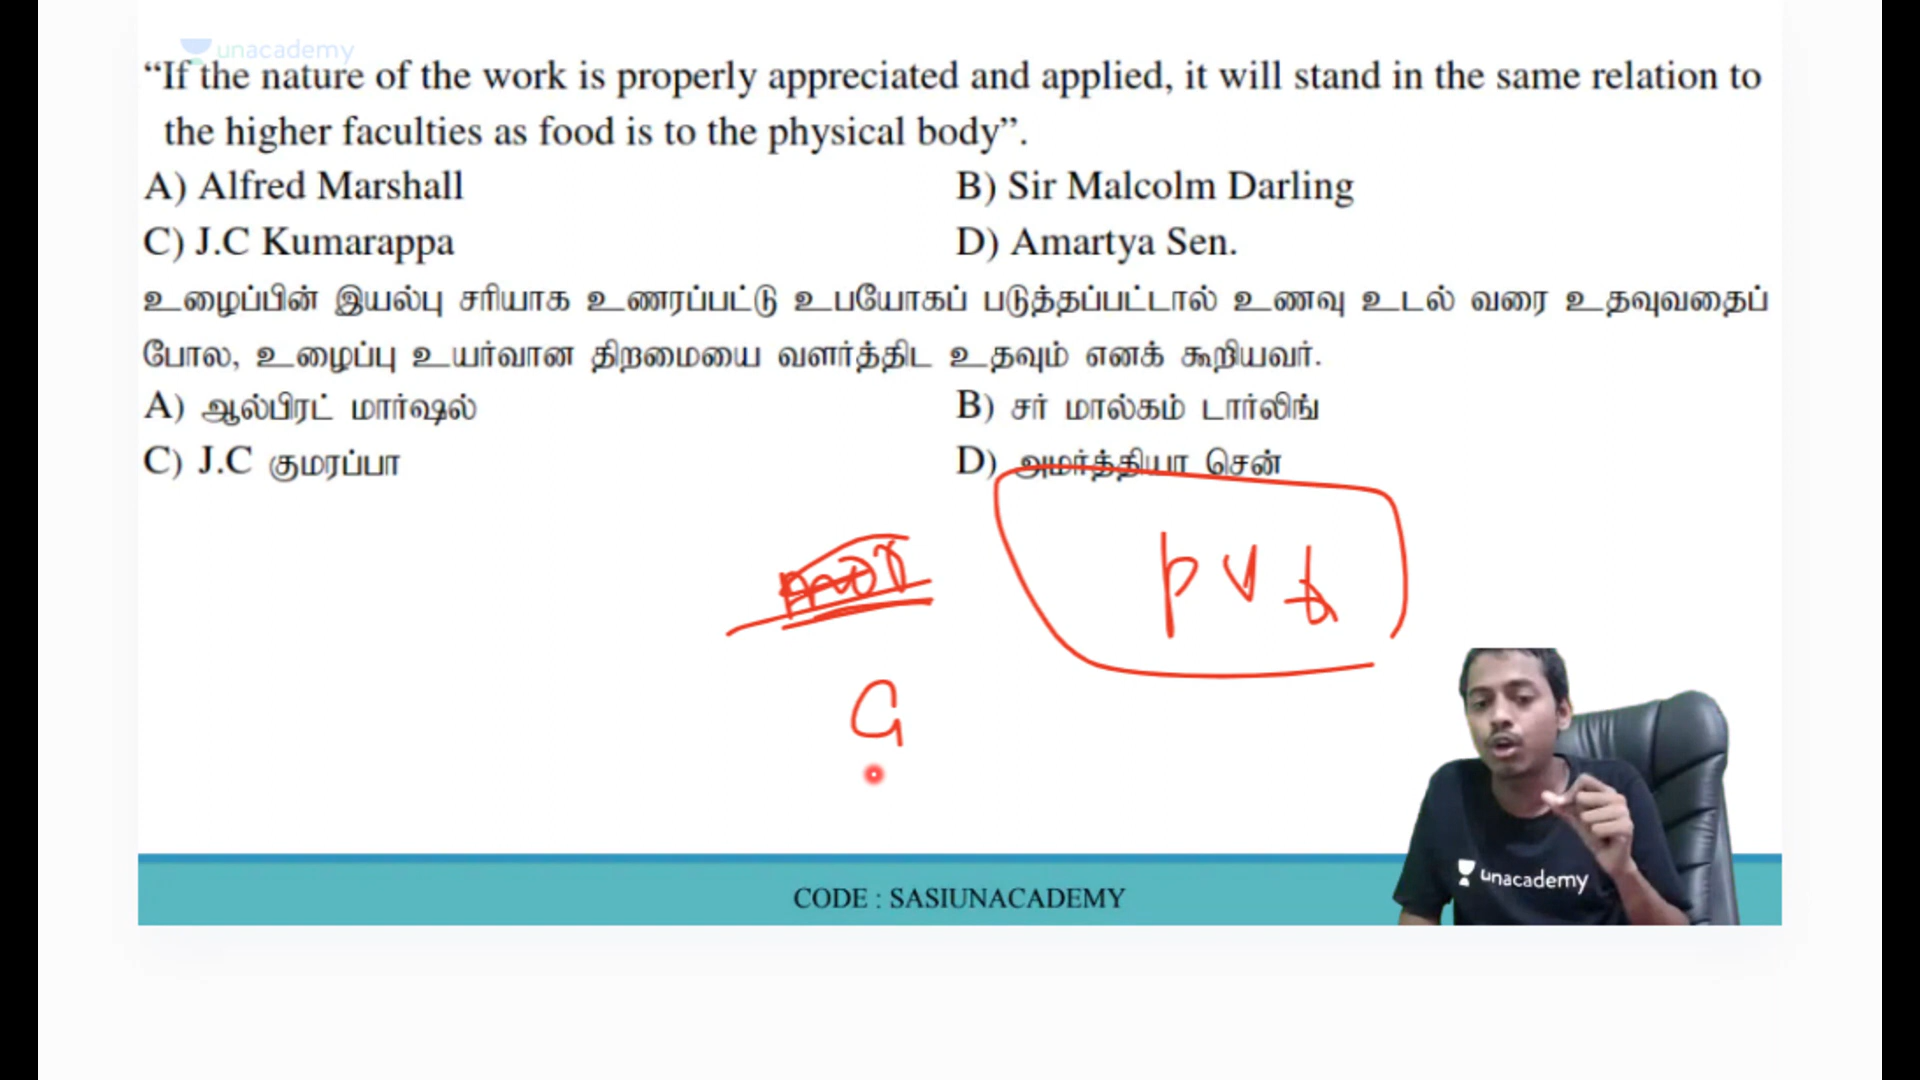 unacademy
“If the nature of the work is properly appreciated and applied, it will stand in the same relation to
the higher faculties as food is to the physical body”.
A) Alfred Marshall B) Sir Malcolm Darling
C) J.C Kumarappa D) Amartya Sen.
உழைப்பின் இயல்பு சரியாக உணரப்பட்டு உபயோகப் படுத்தப்பட்டால் உணவு உடல் வரை உதவுவதைப்
போல, உழைப்பு உயர்வான திறமையை வளர்த்திட உதவும் எனக் கூறியவர்.
A) ஆல்பிரட் மார்ஷல் B) சர் மால்கம் டார்லிங்
C) J.C குமரப்பா D) அமர்த்தியா சென்
G
unacademy
CODE : SASIUNACADEMY